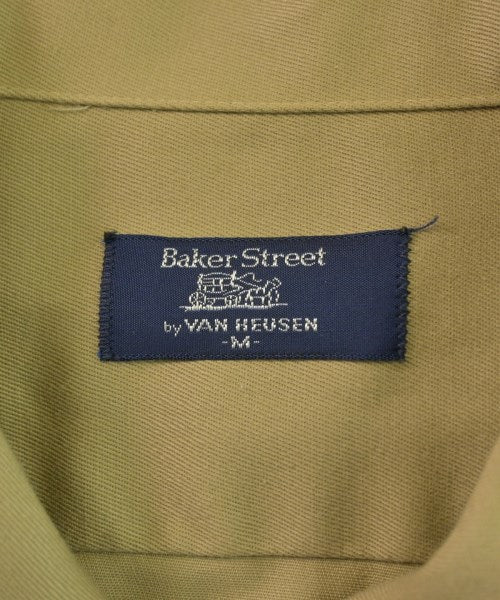 Baker Street
by VAN HEUSEN
-M-